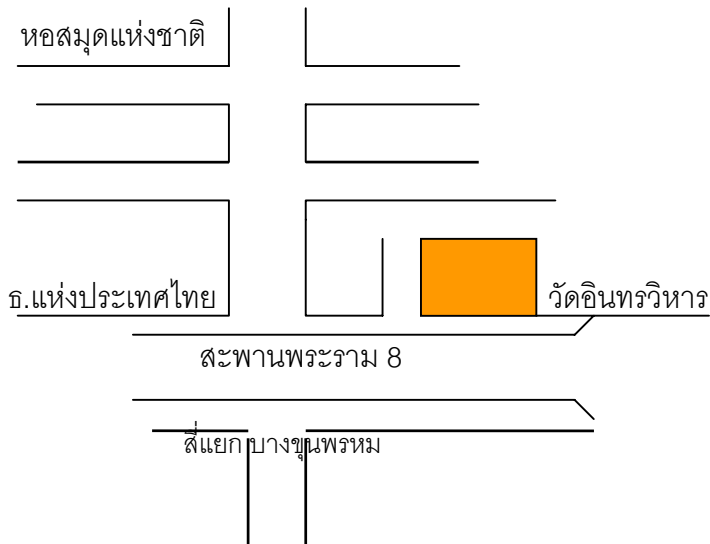 หอสมุดแห่งชาติ
ธ.แห่งประเทศไทย
วัดอินทรวิหาร
สะพานพระราม 8
สี่แยก บางขุนพรหม